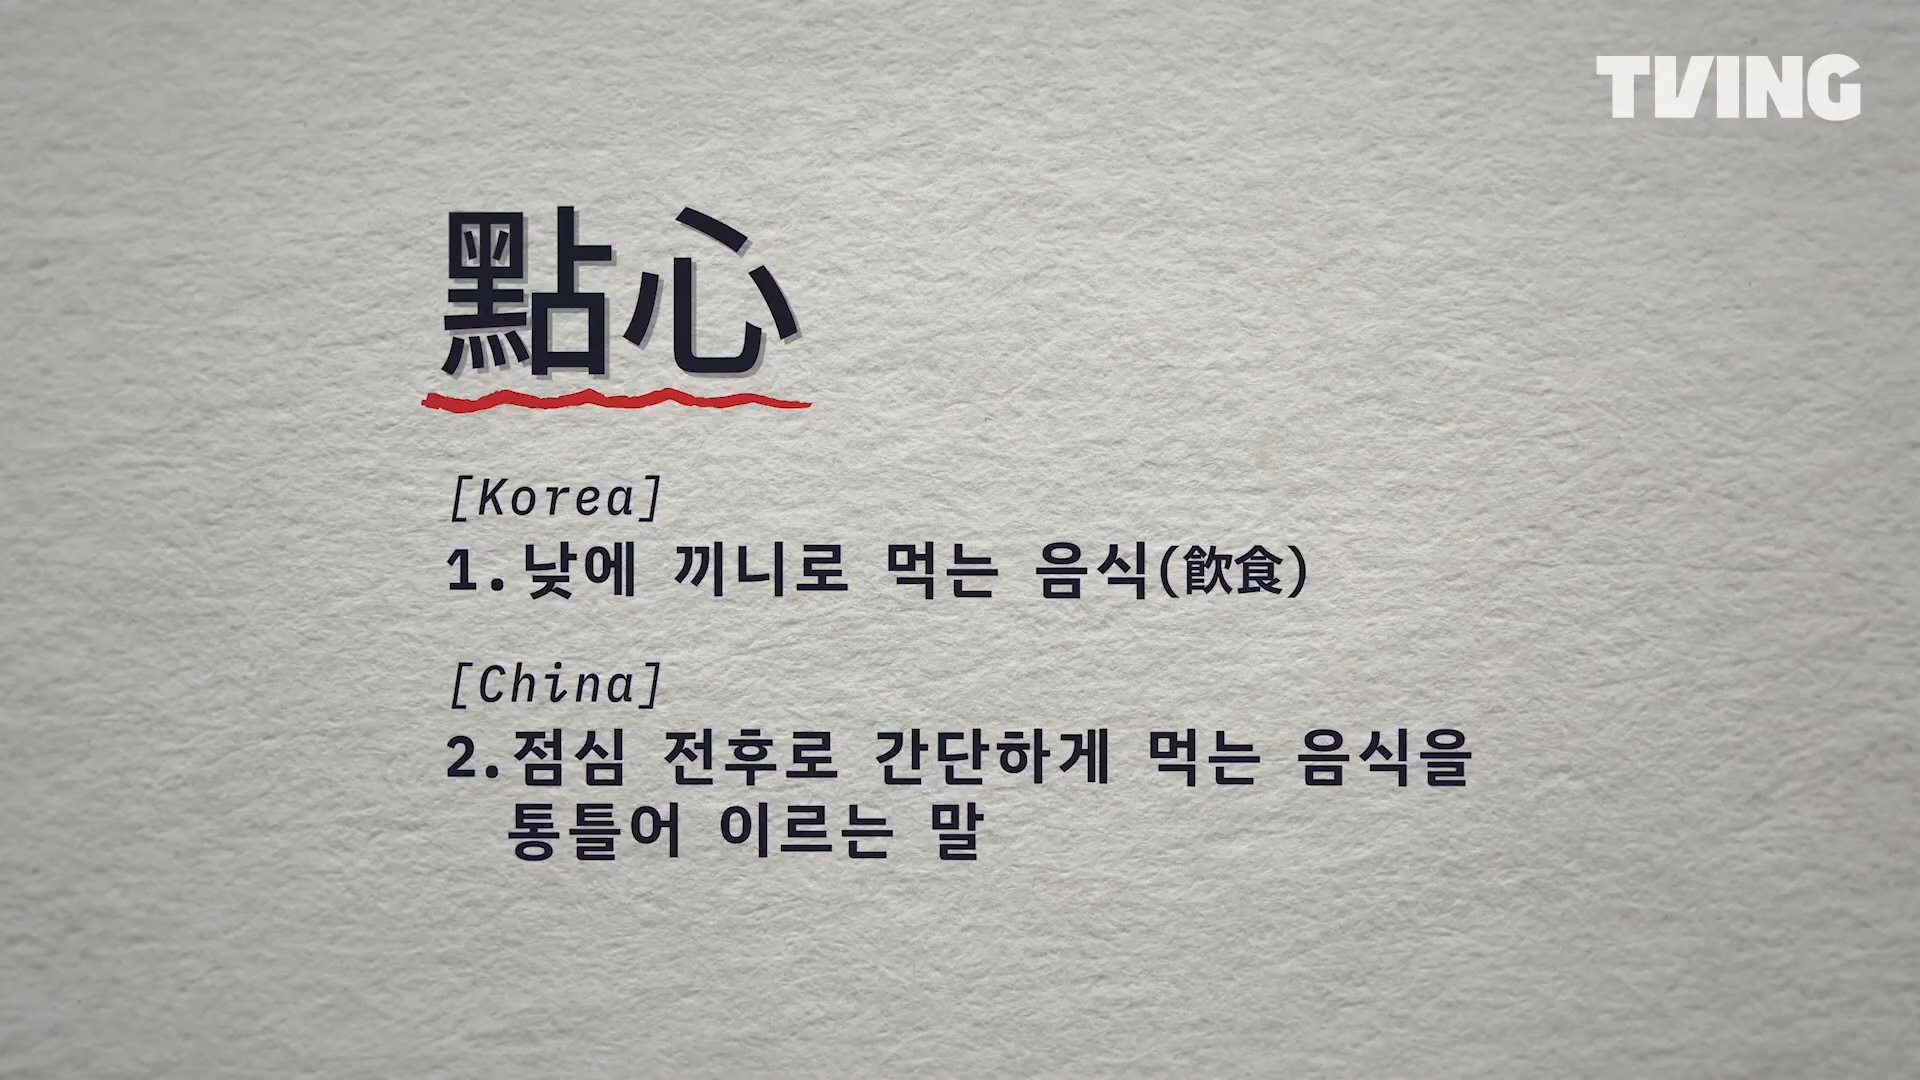 TVING
點心
[Korea]
1. 낮에 끼니로 먹는 음식(飮食)
[China]
2. 점심 전후로 간단하게 먹는 음식을
통틀어 이르는 말